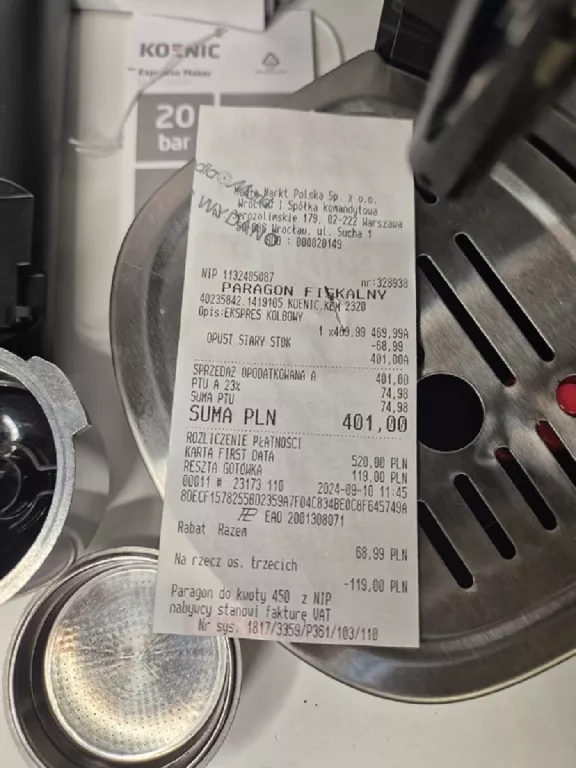 KOENIC
Espresso Maker
20
bar
Media Markt Polska Sp. z o.o.
Wrocław I Spółka komandytowa
Jerozolimskie 179, 02-222 Warszawa
Wrocław, ul. Sucha 1
WYDANO
: 000020149
NIP 1132485087 nr:328938
PARAGON FISKALNY
40235842.1419105 KOENIC.KEM 2320
Opis:EKSPRES KOLBOWY
1 x469,99 469,99A
OPUST STARY STOK -68,99
401,00A
SPRZEDAŻ OPODATKOWANA A 401,00
PTU A 23% 74,98
SUMA PTU 74,98
SUMA PLN 401,00
ROZLICZENIE PŁATNOŚCI
KARTA FIRST DATA 520,00 PLN
RESZTA GOTÓWKA 119,00 PLN
00011 # 23173 110 2024-09-10 11:45
EAO 2001308071
Rabat Razem 68,99 PLN
Na rzecz os. trzecich -119,00 PLN
Paragon do kwoty 450 z NIP
nabywcy stanowi fakturę VAT
Nr sys. 1817/3359/P361/103/110